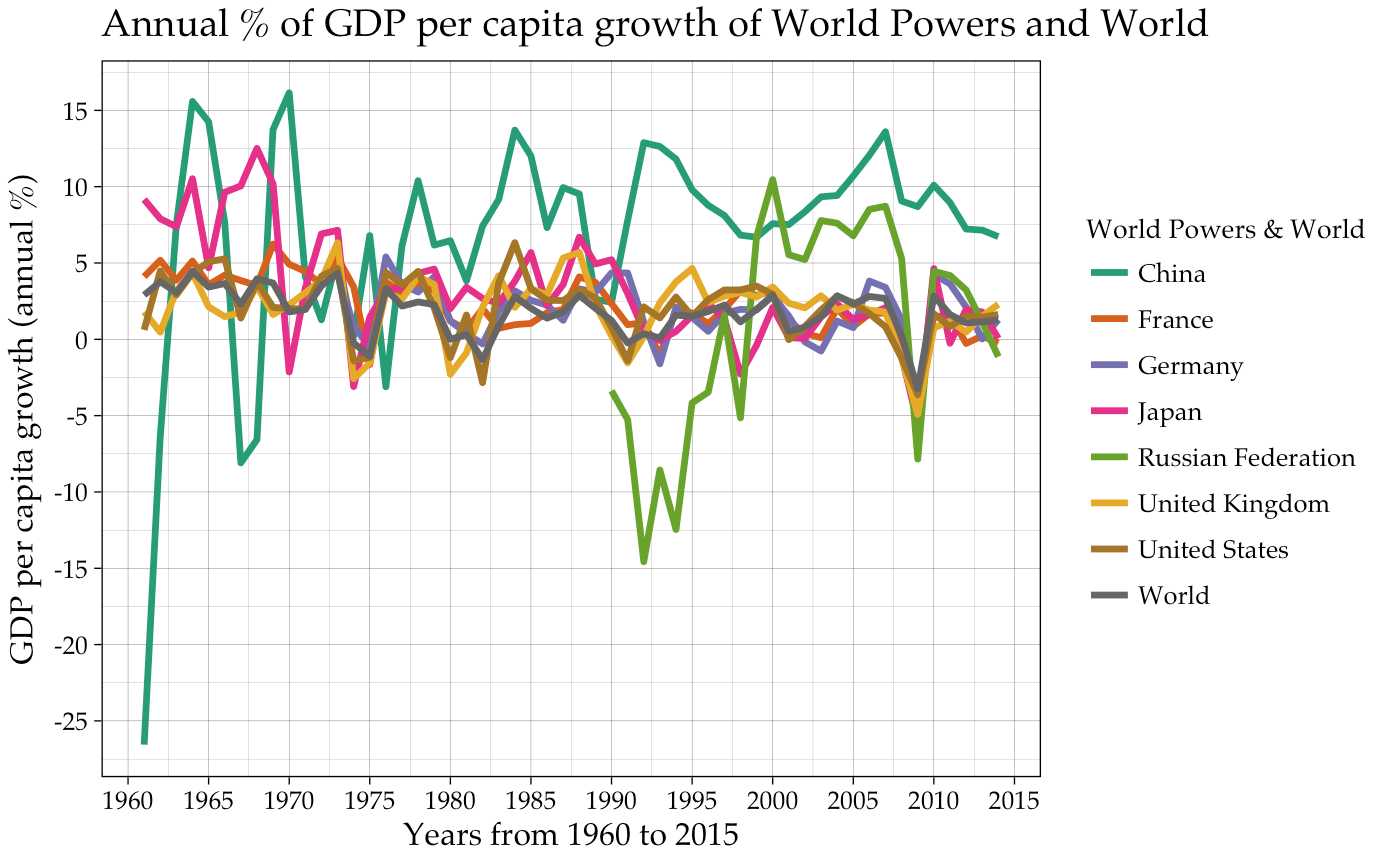 Annual % of GDP per capita growth of World Powers and World
GDP per capita growth (annual %)
15
10
5
0
-5
-10
-15
-20
-25
1960 1965 1970 1975 1980 1985 1990 1995 2000 2005 2010 2015
Years from 1960 to 2015
World Powers & World
China
France
Germany
Japan
Russian Federation
United Kingdom
United States
World